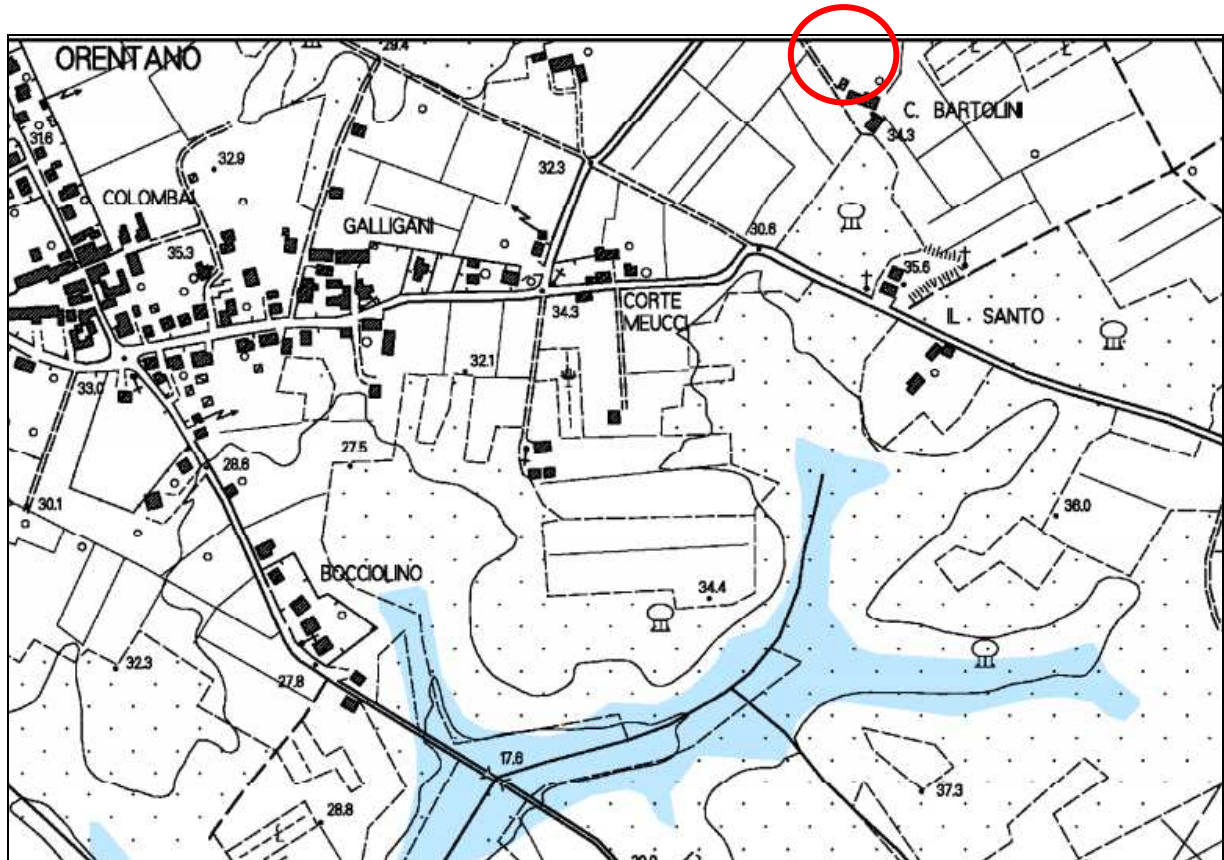 29.4
ORENTANO
C. BARTOLINI
34.3
31.6
32.9
32.3
COLOMBAI
GALLIGANI
30.8
35.3
35.6
CORTE
MEUCCI
34.3
IL SANTO
33.0
32.1
28.6
27.5
30.1
36.0
BOCCIOLINO
34.4
32.3
27.8
17.6
37.3
28.8